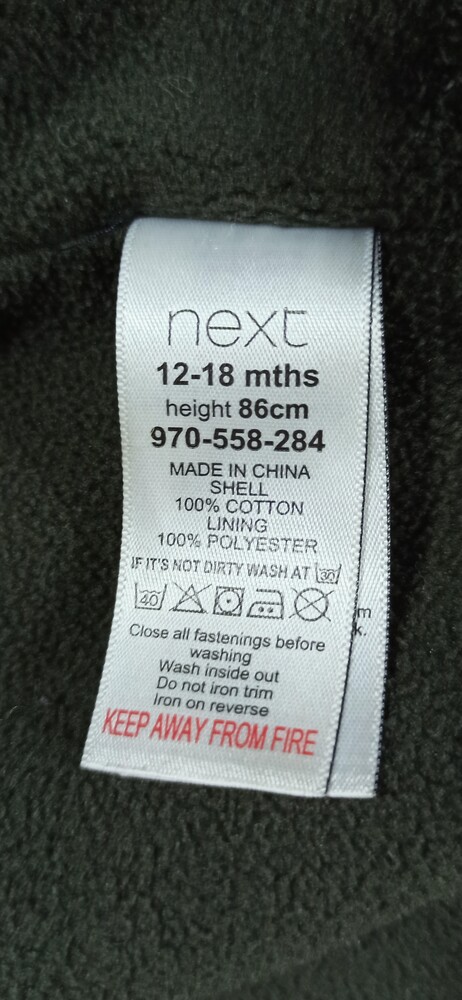 next
12-18 mths
height 86cm
970-558-284
MADE IN CHINA
SHELL
100% COTTON
LINING
100% POLYESTER
IF IT'S NOT DIRTY WASH AT 30
40
Close all fastenings before
washing
Wash inside out
Do not iron trim
Iron on reverse
KEEP AWAY FROM FIRE
m
k.